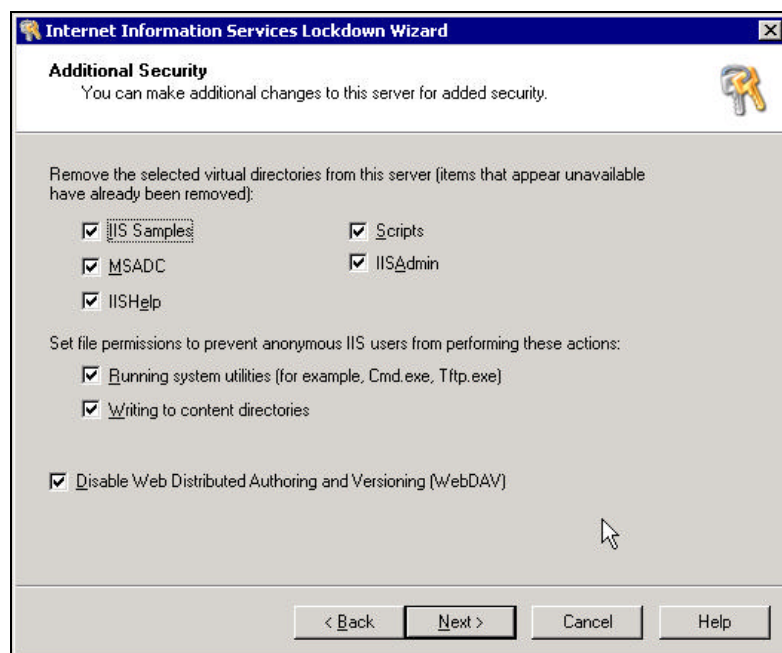 Internet Information Services Lockdown Wizard
Additional Security
You can make additional changes to this server for added security.
Remove the selected virtual directories from this server (items that appear unavailable
have already been removed):
IIS Samples
Scripts
MSADC
IISAdmin
IISHelp
Set file permissions to prevent anonymous IIS users from performing these actions:
Running system utilities (for example, Cmd.exe, Tftp.exe)
Writing to content directories
Disable Web Distributed Authoring and Versioning (WebDAV)
< Back
Next >
Cancel
Help